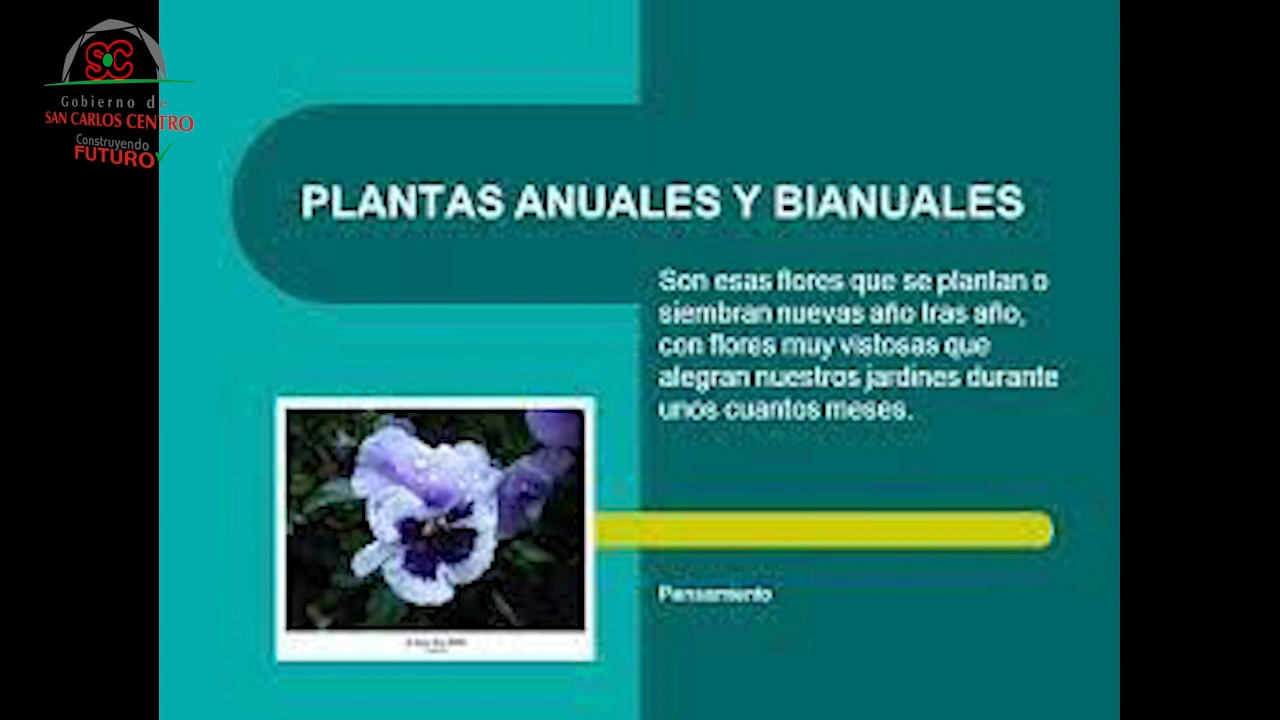 SC
Gobierno de
SAN CARLOS CENTRO
Construyendo
FUTURO
PLANTAS ANUALES Y BIANUALES
Son esas flores que se plantan o
siembran nuevas año tras año,
con flores muy vistosas que
alegran nuestros jardines durante
unos cuantos meses.
Pensamiento